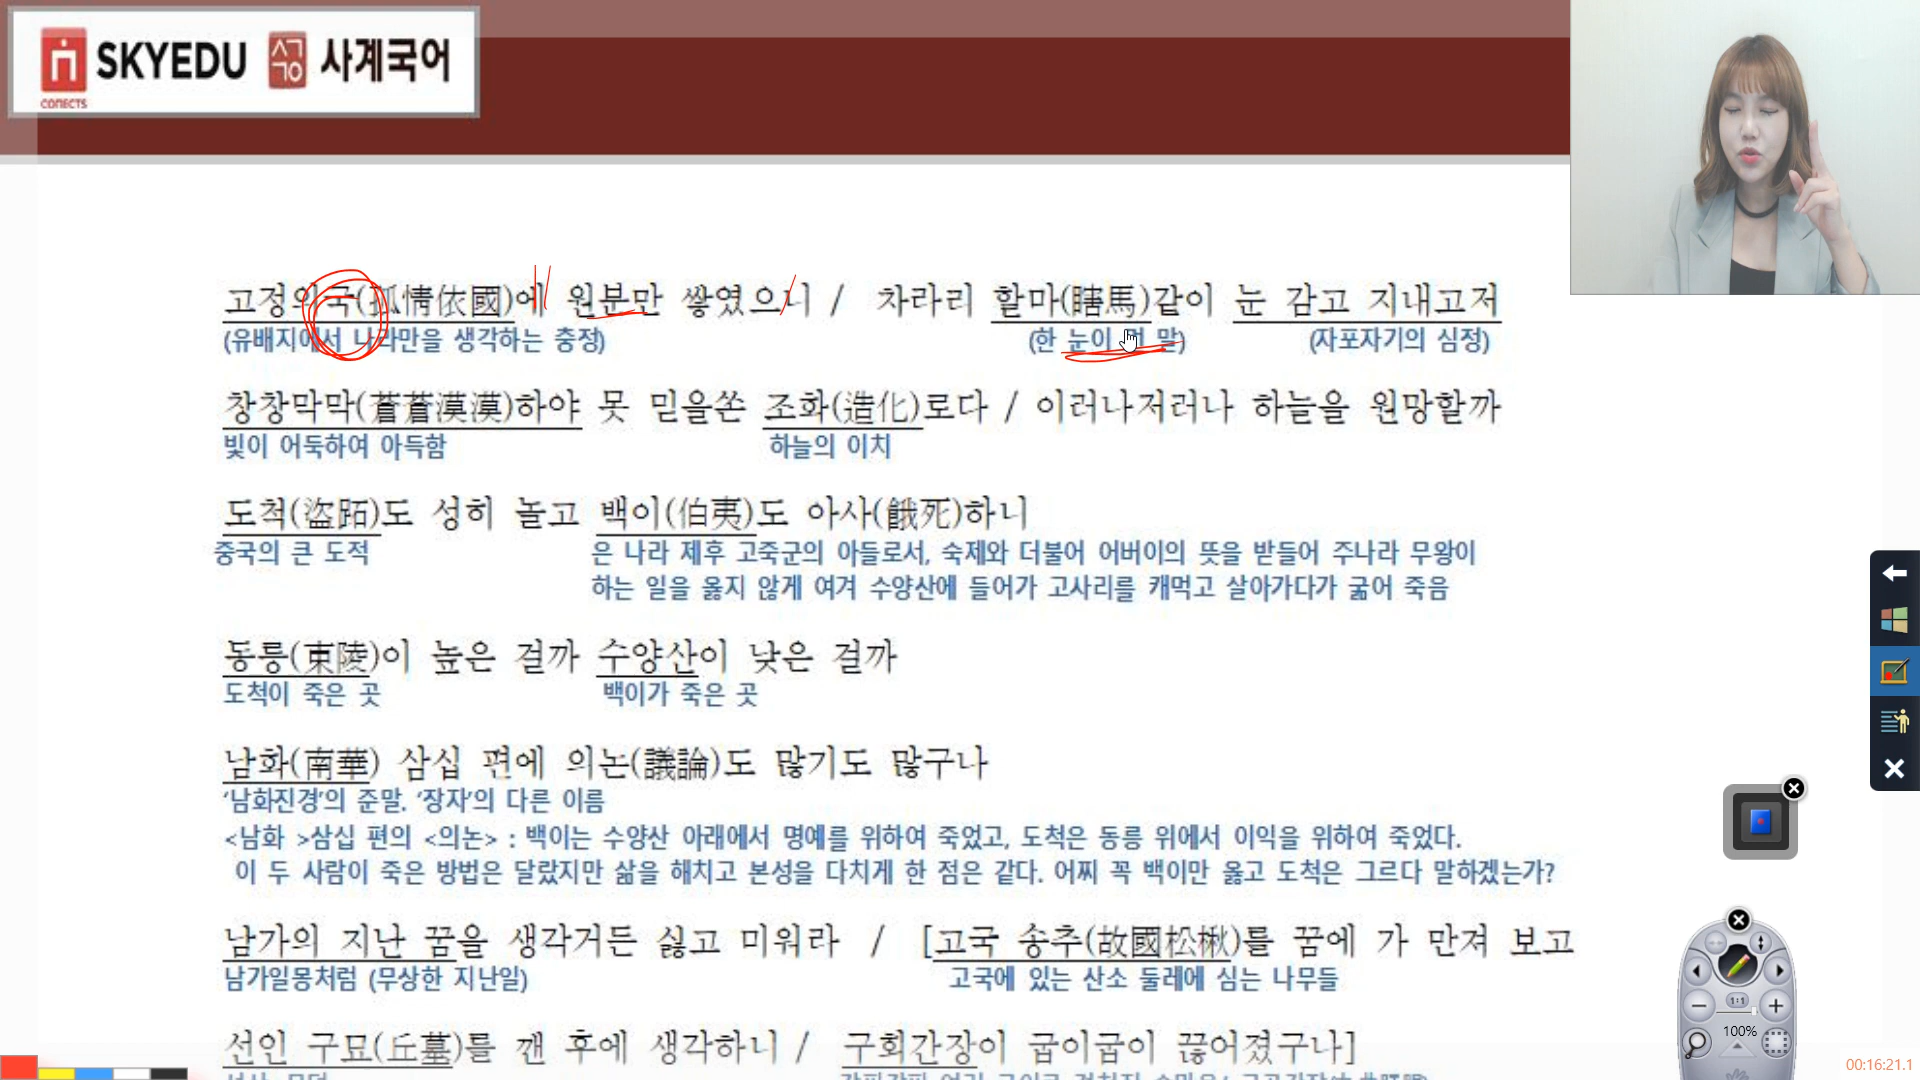 SKYEDU 사계국어
CONECTS
고정의국(孤情依國)에 원분만 쌓였으니 / 차라리 할마(瞎馬)같이 눈 감고 지내고저
(유배지에서 나라만을 생각하는 충정) (한 눈이 먼 말) (자포자기의 심정)
창창막막(蒼蒼漠漠)하야 못 믿을쏜 조화(造化)로다 / 이러나저러나 하늘을 원망할까
빛이 어둑하여 아득함 하늘의 이치
도척(盜跖)도 성히 놀고 백이(伯夷)도 아사(餓死)하니
중국의 큰 도적 은 나라 제후 고죽군의 아들로서, 숙제와 더불어 어버이의 뜻을 받들어 주나라 무왕이
하는 일을 옳지 않게 여겨 수양산에 들어가 고사리를 캐먹고 살아가다가 굶어 죽음
동릉(東陵)이 높은 걸까 수양산이 낮은 걸까
도척이 죽은 곳 백이가 죽은 곳
남화(南華) 삼십 편에 의논(議論)도 많기도 많구나
'남화진경'의 준말. '장자'의 다른 이름
<남화 >삼십 편의 <의논> : 백이는 수양산 아래에서 명예를 위하여 죽었고, 도척은 동릉 위에서 이익을 위하여 죽었다.
이 두 사람이 죽은 방법은 달랐지만 삶을 해치고 본성을 다치게 한 점은 같다. 어찌 꼭 백이만 옳고 도척은 그르다 말하겠는가?
남가의 지난 꿈을 생각거든 싫고 미워라 / [고국 송추(故國松楸)를 꿈에 가 만져 보고
남가일몽처럼 (무상한 지난일) 고국에 있는 산소 둘레에 심는 나무들
선인 구묘(丘墓)를 깬 후에 생각하니 / 구회간장이 굽이굽이 끊어졌구나]
1:1
100%
00:16:21.1